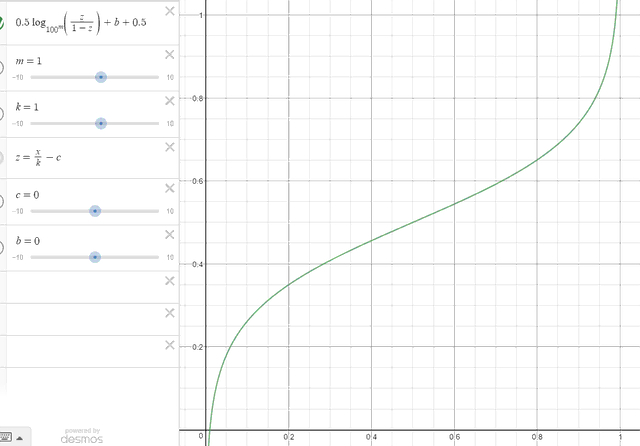 0.5 log_{100^m}(z/(1−z)) + b + 0.5
m = 1
−10 10
k = 1
−10 10
z = x/k − c
c = 0
−10 10
b = 0
−10 10
powered by
desmos
1
0.8
0.6
0.4
0.2
0 0.2 0.4 0.6 0.8 1